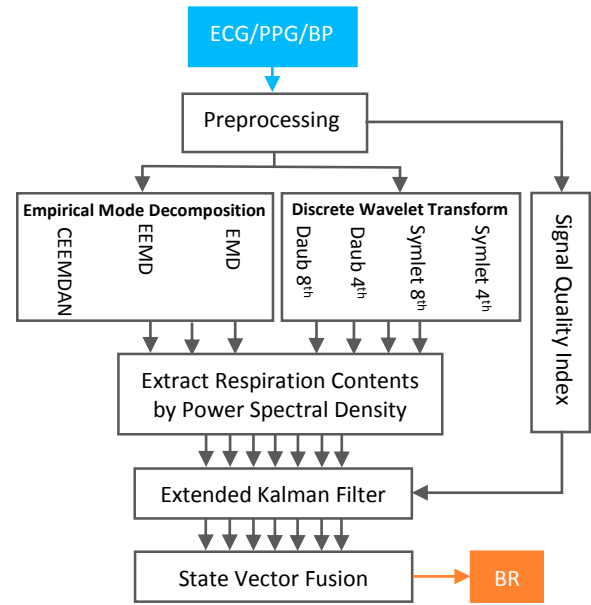 ECG/PPG/BP
Preprocessing
Empirical Mode Decomposition
CEEMDAN
EEMD
EMD
Discrete Wavelet Transform
Daub 8th
Daub 4th
Symlet 8th
Symlet 4th
Signal Quality Index
Extract Respiration Contents
by Power Spectral Density
Extended Kalman Filter
State Vector Fusion
BR